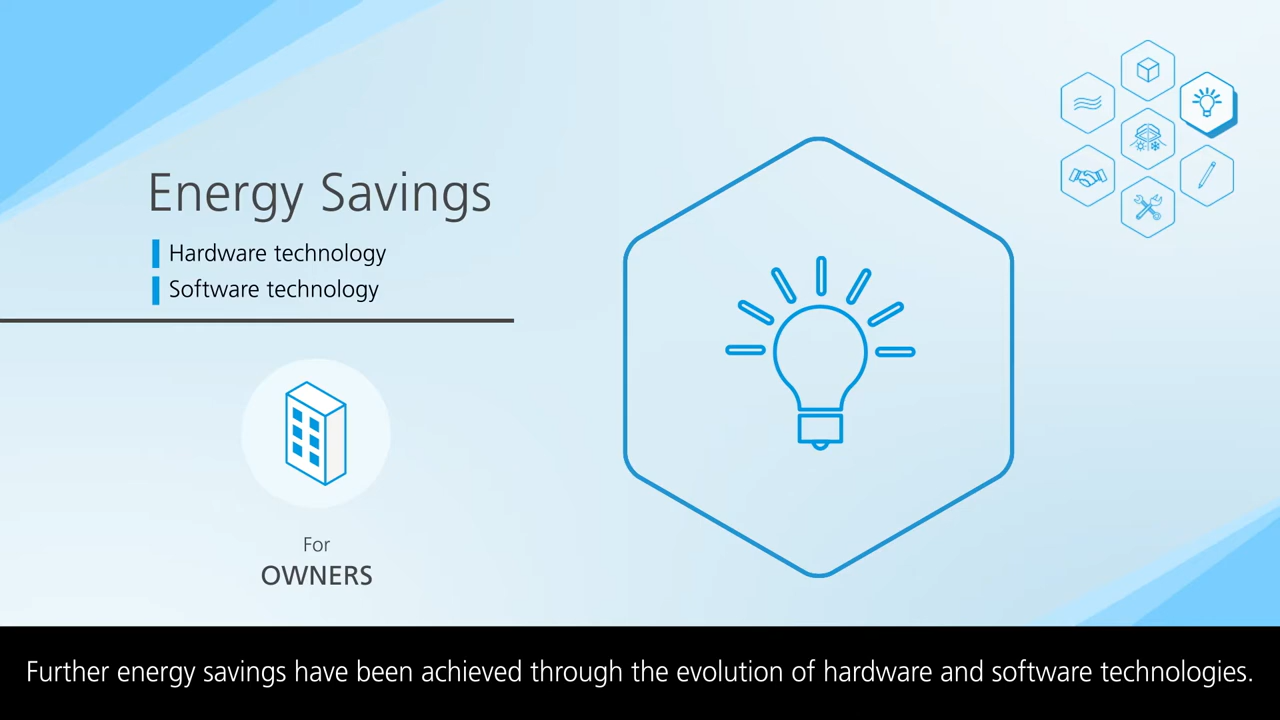 Energy Savings
Hardware technology
Software technology
For
OWNERS
Further energy savings have been achieved through the evolution of hardware and software technologies.